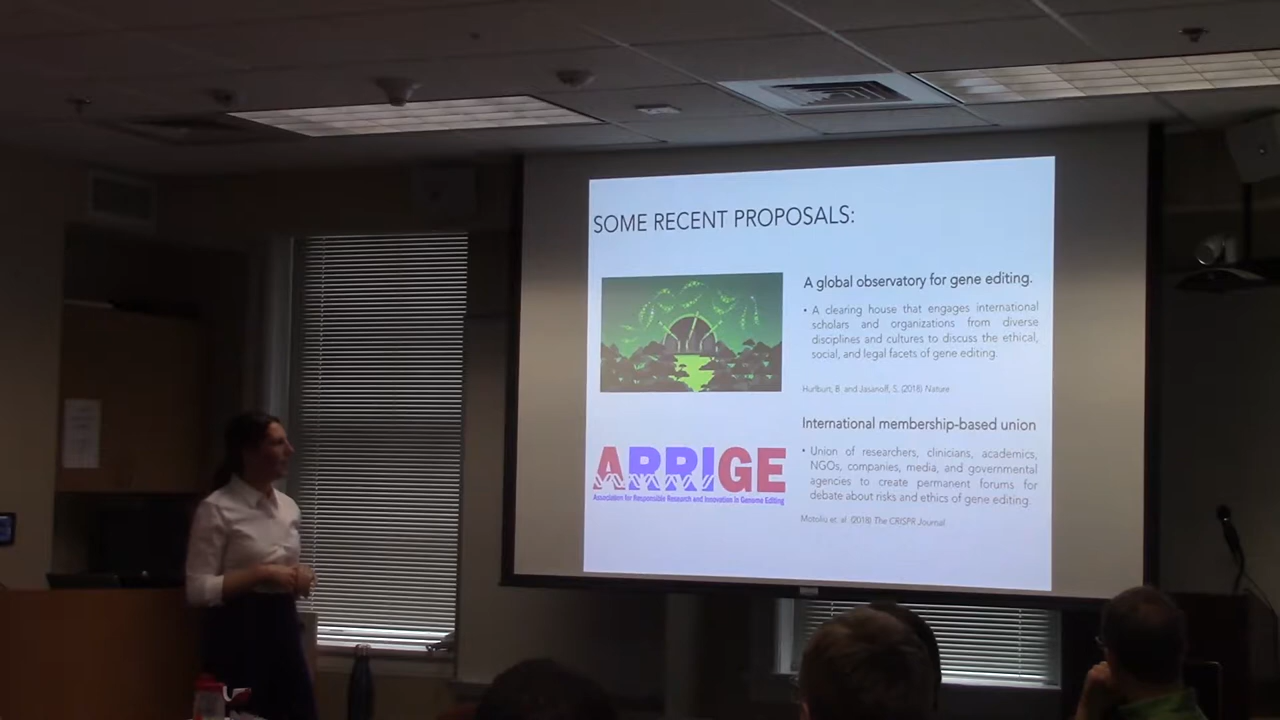 SOME RECENT PROPOSALS:
A global observatory for gene editing.
• A clearing house that engages international
scholars and organizations from diverse
disciplines and cultures to discuss the ethical,
social, and legal facets of gene editing.
Hurlburt, B. and Jasanoff, S. (2018) Nature
ARRIGE
Association for Responsible Research and Innovation in Genome Editing
International membership-based union
• Union of researchers, clinicians, academics,
NGOs, companies, media, and governmental
agencies to create permanent forums for
debate about risks and ethics of gene editing.
Motoliu et. al. (2018) The CRISPR Journal